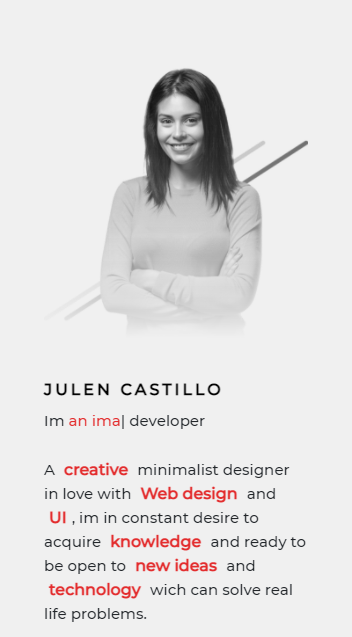 JULEN CASTILLO
Im an ima| developer
A creative minimalist designer
in love with Web design and
UI , im in constant desire to
acquire knowledge and ready to
be open to new ideas and
technology wich can solve real
life problems.